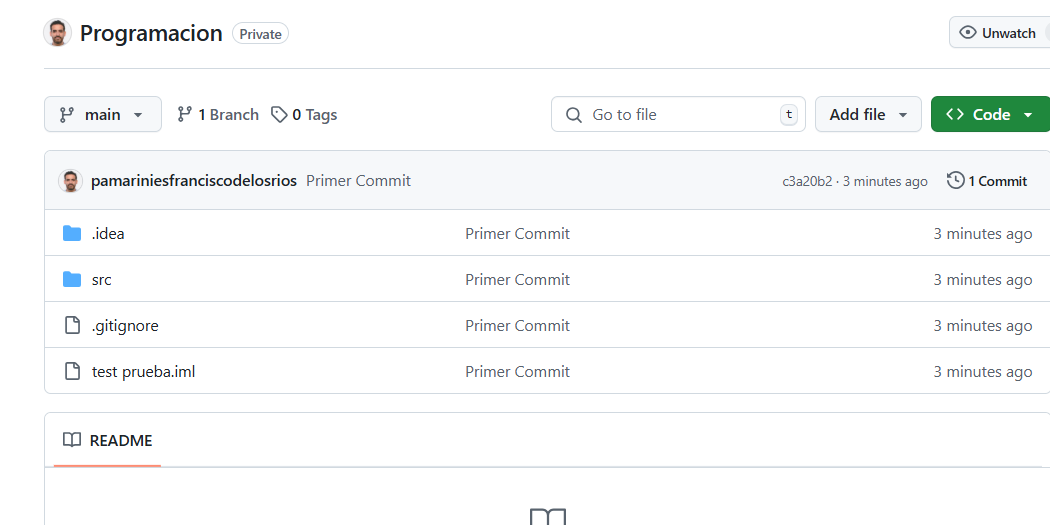 Programacion Private Unwatch
main 1 Branch 0 Tags Go to file t Add file Code
pamariniesfranciscodelosrios Primer Commit c3a20b2 · 3 minutes ago 1 Commit
.idea Primer Commit 3 minutes ago
src Primer Commit 3 minutes ago
.gitignore Primer Commit 3 minutes ago
test prueba.iml Primer Commit 3 minutes ago
README